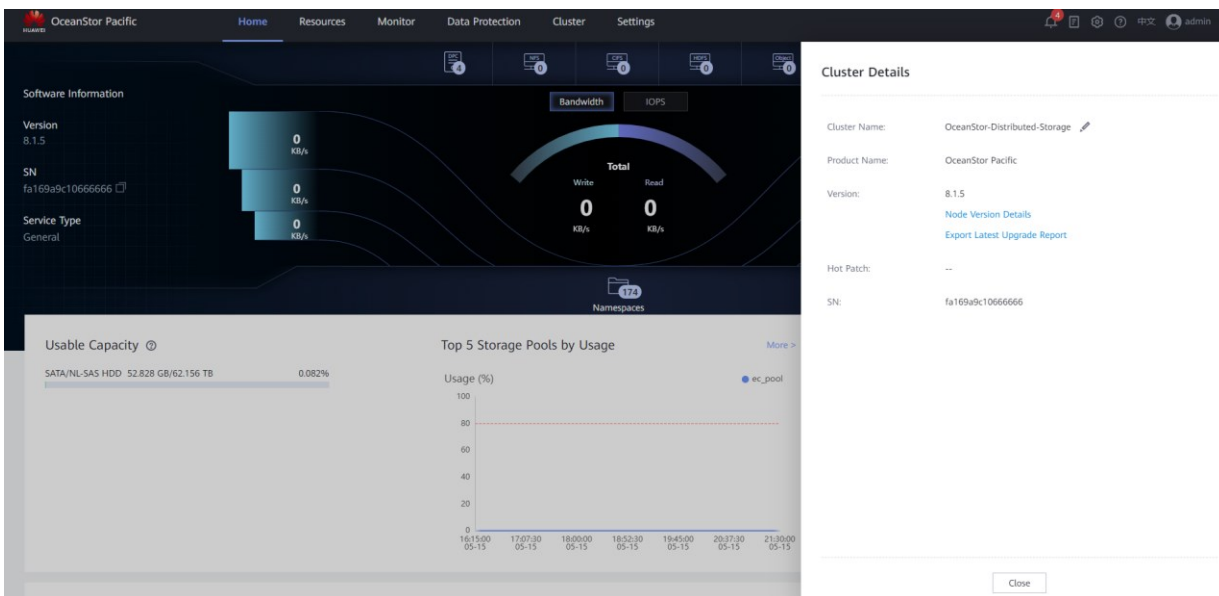 HUAWEI
OceanStor Pacific
Home Resources Monitor Data Protection Cluster Settings
4
中文 admin
DPC 4
NFS 0
CIFS 0
HDFS 0
Object 0
Software Information
Version
8.1.5
SN
fa169a9c10666666
Service Type
General
0
KB/s
0
KB/s
0
KB/s
Bandwidth IOPS
Total
Write Read
0 0
KB/s KB/s
174
Namespaces
Usable Capacity
SATA/NL-SAS HDD 52.828 GB/62.156 TB 0.082%
Top 5 Storage Pools by Usage More >
Usage (%) ec_pool
100
80
60
40
20
0
16:15:00 17:07:30 18:00:00 18:52:30 19:45:00 20:37:30 21:30:00
05-15 05-15 05-15 05-15 05-15 05-15 05-15
Cluster Details
Cluster Name: OceanStor-Distributed-Storage
Product Name: OceanStor Pacific
Version: 8.1.5
Node Version Details
Export Latest Upgrade Report
Hot Patch: --
SN: fa169a9c10666666
Close